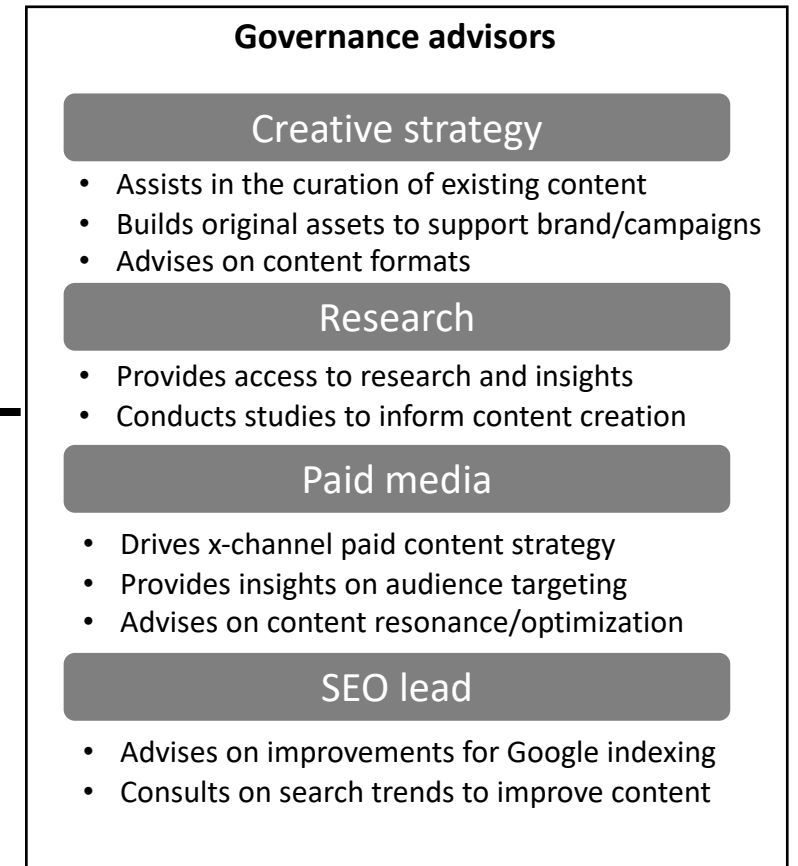 Governance advisors
Creative strategy
• Assists in the curation of existing content
• Builds original assets to support brand/campaigns
• Advises on content formats
Research
• Provides access to research and insights
• Conducts studies to inform content creation
Paid media
• Drives x-channel paid content strategy
• Provides insights on audience targeting
• Advises on content resonance/optimization
SEO lead
• Advises on improvements for Google indexing
• Consults on search trends to improve content